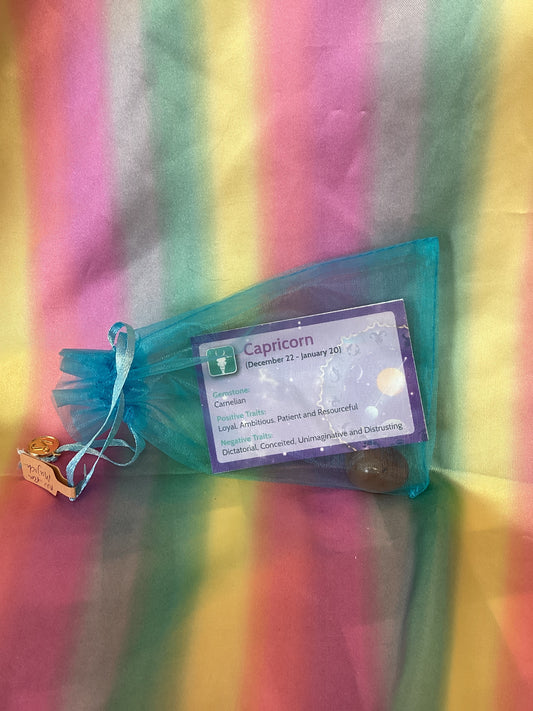 Capricorn
(December 22 - January 20)
Gemstone:
Carnelian
Positive Traits:
Loyal, Ambitious, Patient and Resourceful
Negative Traits:
Dictatorial, Conceited, Unimaginative and Distrusting